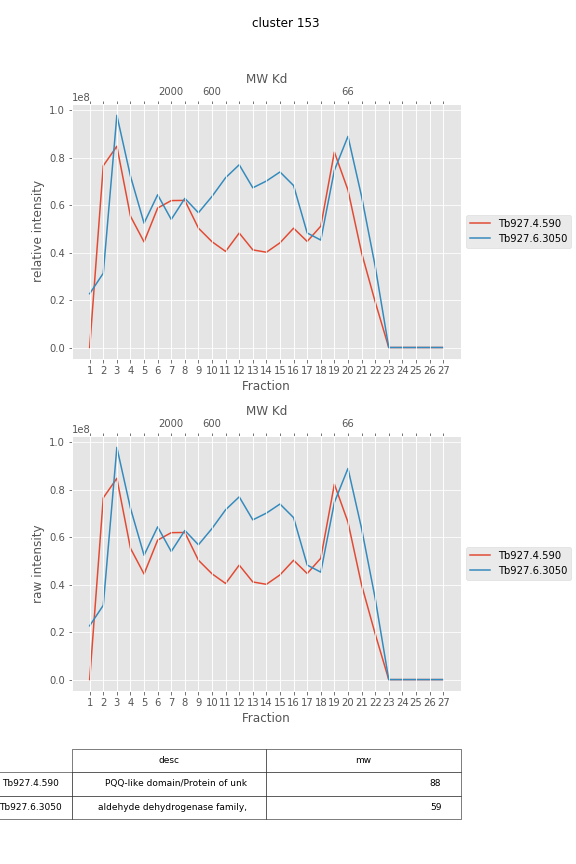 cluster 153
MW Kd
2000 600 66
1e8
1.0
0.8
0.6
0.4
0.2
0.0
relative intensity
1 2 3 4 5 6 7 8 9 10 11 12 13 14 15 16 17 18 19 20 21 22 23 24 25 26 27
Fraction
Tb927.4.590
Tb927.6.3050
MW Kd
2000 600 66
1e8
1.0
0.8
0.6
0.4
0.2
0.0
raw intensity
1 2 3 4 5 6 7 8 9 10 11 12 13 14 15 16 17 18 19 20 21 22 23 24 25 26 27
Fraction
Tb927.4.590
Tb927.6.3050
desc mw
Tb927.4.590 PQQ-like domain/Protein of unk 88
Tb927.6.3050 aldehyde dehydrogenase family, 59